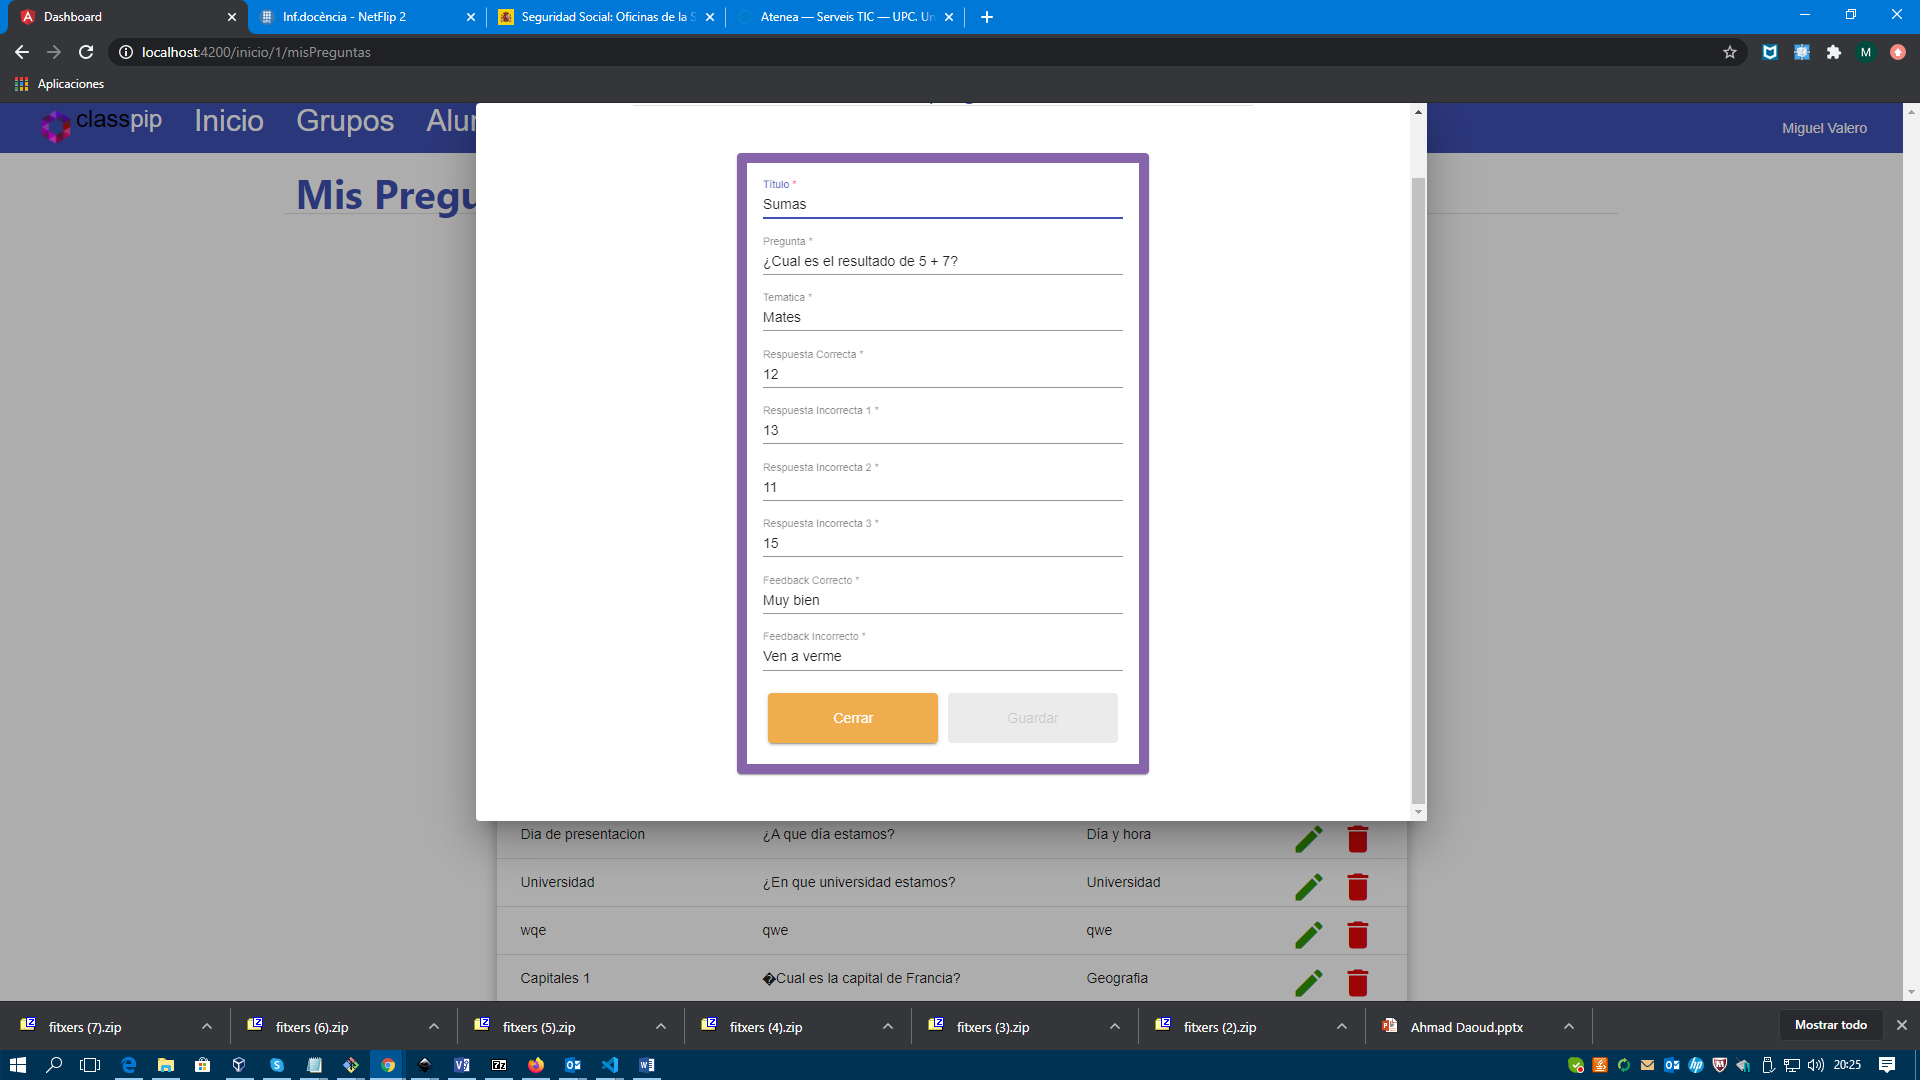 Dashboard
Inf.docència - NetFlip 2
Seguridad Social: Oficinas de la S
Atenea — Serveis TIC — UPC. Un
localhost:4200/inicio/1/misPreguntas
M
Aplicaciones
classpip
Inicio
Grupos
Alu
Miguel Valero
Mis Pregu
Título *
Sumas
Pregunta *
¿Cual es el resultado de 5 + 7?
Tematica *
Mates
Respuesta Correcta *
12
Respuesta Incorrecta 1 *
13
Respuesta Incorrecta 2 *
11
Respuesta Incorrecta 3 *
15
Feedback Correcto *
Muy bien
Feedback Incorrecto *
Ven a verme
Cerrar
Guardar
Dia de presentacion
¿A que día estamos?
Día y hora
Universidad
¿En que universidad estamos?
Universidad
wqe
qwe
qwe
Capitales 1
�Cual es la capital de Francia?
Geografia
fitxers (7).zip
fitxers (6).zip
fitxers (5).zip
fitxers (4).zip
fitxers (3).zip
fitxers (2).zip
Ahmad Daoud.pptx
Mostrar todo
20:25